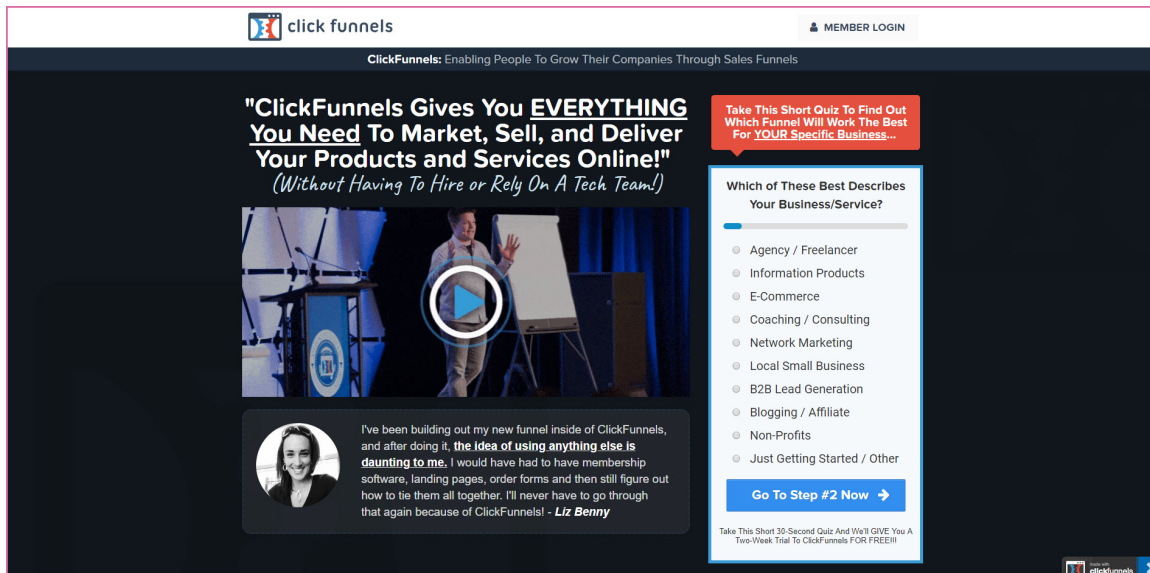 click funnels
MEMBER LOGIN
ClickFunnels: Enabling People To Grow Their Companies Through Sales Funnels
"ClickFunnels Gives You EVERYTHING
You Need To Market, Sell, and Deliver
Your Products and Services Online!"
(Without Having To Hire or Rely On A Tech Team!)
I've been building out my new funnel inside of ClickFunnels,
and after doing it, the idea of using anything else is
daunting to me. I would have had to have membership
software, landing pages, order forms and then still figure out
how to tie them all together. I'll never have to go through
that again because of ClickFunnels! - Liz Benny
Take This Short Quiz To Find Out
Which Funnel Will Work The Best
For YOUR Specific Business...
Which of These Best Describes
Your Business/Service?
Agency / Freelancer
Information Products
E-Commerce
Coaching / Consulting
Network Marketing
Local Small Business
B2B Lead Generation
Blogging / Affiliate
Non-Profits
Just Getting Started / Other
Go To Step #2 Now
Take This Short 30-Second Quiz And We'll GIVE You A
Two-Week Trial To ClickFunnels FOR FREE!!!
made with
clickfunnels